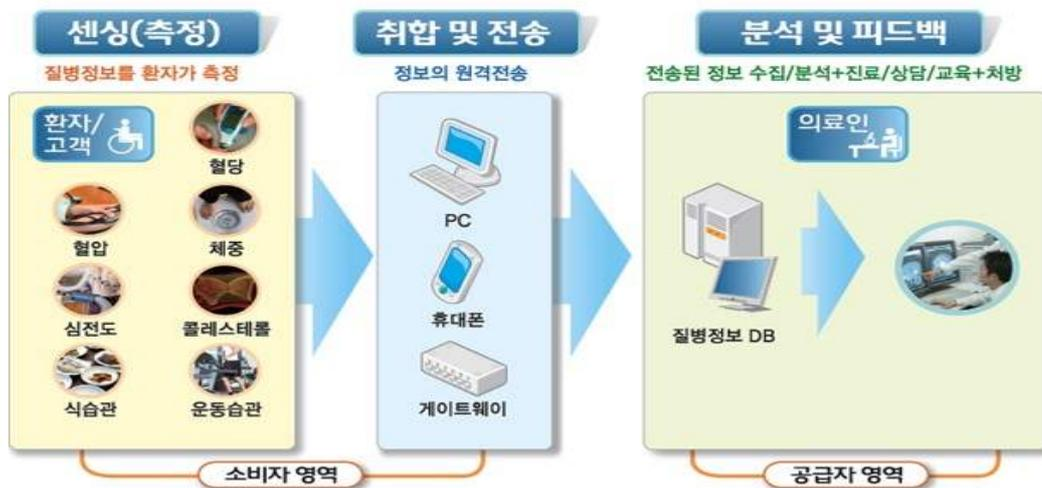 센싱(측정)
취합 및 전송
분석 및 피드백
질병정보를 환자가 측정
정보의 원격전송
전송된 정보 수집/분석+진료/상담/교육+처방
환자/
고객
혈당
혈압
체중
심전도
콜레스테롤
식습관
운동습관
PC
휴대폰
게이트웨이
의료인
질병정보 DB
소비자 영역
공급자 영역